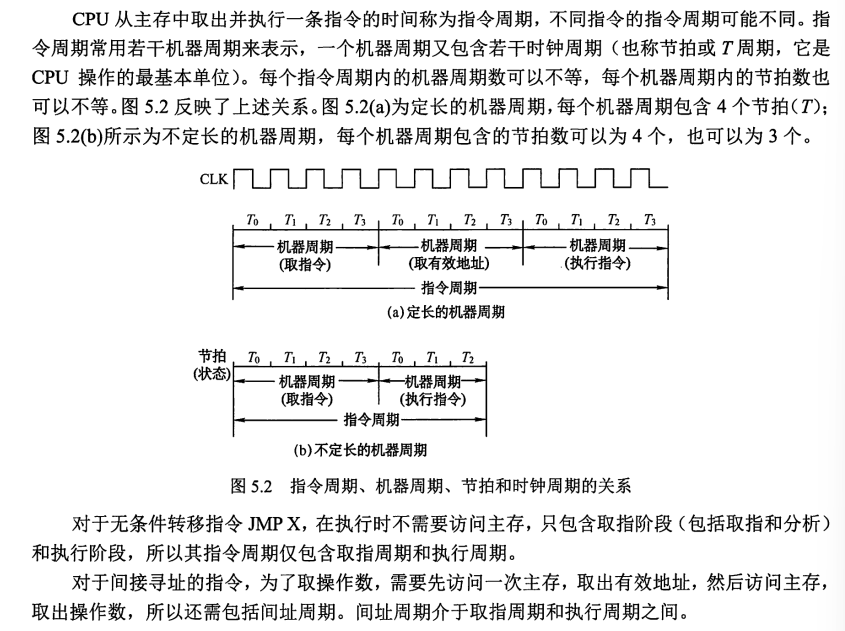 CPU 从主存中取出并执行一条指令的时间称为指令周期，不同指令的指令周期可能不同。指
令周期常用若干机器周期来表示，一个机器周期又包含若干时钟周期（也称节拍或 T 周期，它是
CPU 操作的最基本单位）。每个指令周期内的机器周期数可以不等，每个机器周期内的节拍数也
可以不等。图 5.2 反映了上述关系。图 5.2(a)为定长的机器周期，每个机器周期包含 4 个节拍（T）；
图 5.2(b)所示为不定长的机器周期，每个机器周期包含的节拍数可以为 4 个，也可以为 3 个。
CLK
T0 T1 T2 T3 T0 T1 T2 T3 T0 T1 T2 T3
机器周期 机器周期 机器周期
(取指令) (取有效地址) (执行指令)
指令周期
(a)定长的机器周期
节拍 T0 T1 T2 T3 T0 T1 T2
(状态)
机器周期 机器周期
(取指令) (执行指令)
指令周期
(b)不定长的机器周期
图 5.2 指令周期、机器周期、节拍和时钟周期的关系
对于无条件转移指令 JMP X，在执行时不需要访问主存，只包含取指阶段（包括取指和分析）
和执行阶段，所以其指令周期仅包含取指周期和执行周期。
对于间接寻址的指令，为了取操作数，需要先访问一次主存，取出有效地址，然后访问主存，
取出操作数，所以还需包括间址周期。间址周期介于取指周期和执行周期之间。